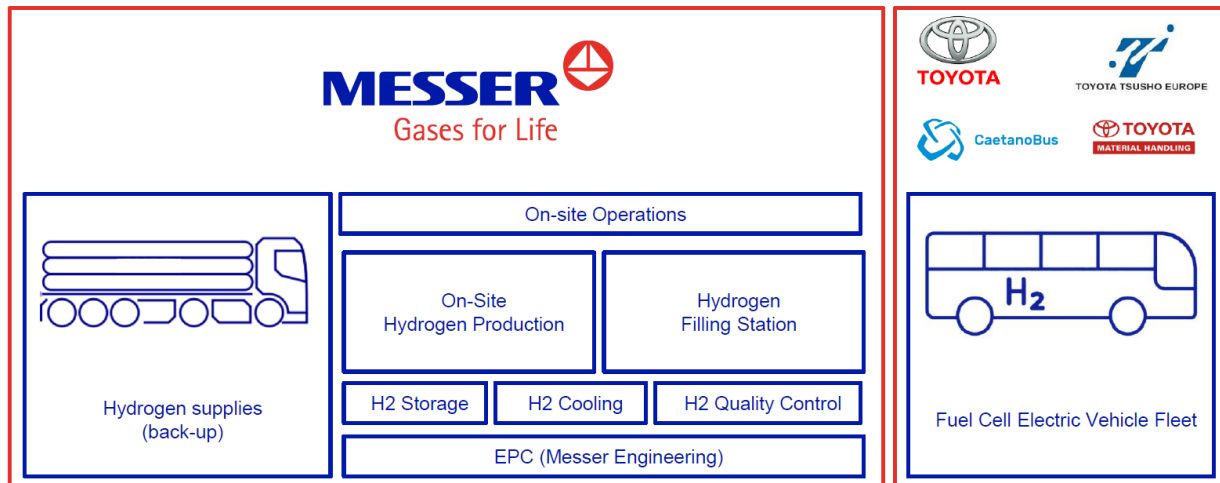 MESSER
Gases for Life
Hydrogen supplies
(back-up)
On-site Operations
On-Site
Hydrogen Production
Hydrogen
Filling Station
H2 Storage
H2 Cooling
H2 Quality Control
EPC (Messer Engineering)
TOYOTA
TOYOTA TSUSHO EUROPE
CaetanoBus
TOYOTA
MATERIAL HANDLING
H2
Fuel Cell Electric Vehicle Fleet